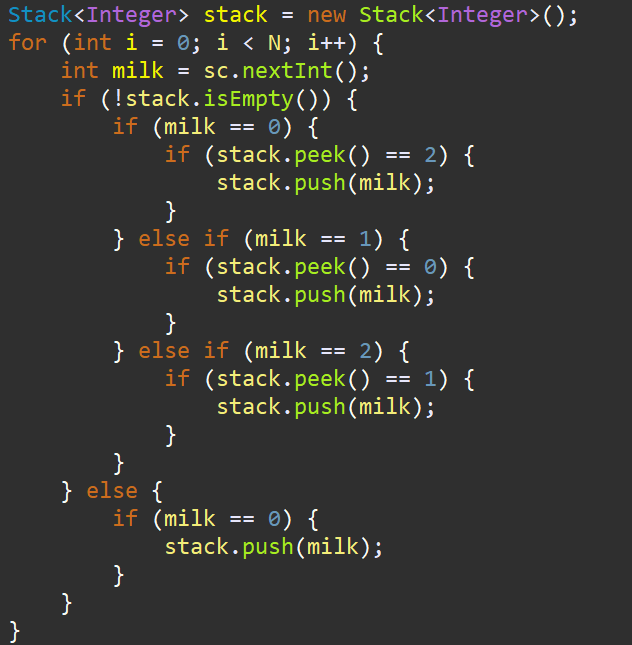 Stack<Integer> stack = new Stack<Integer>();
for (int i = 0; i < N; i++) {
    int milk = sc.nextInt();
    if (!stack.isEmpty()) {
        if (milk == 0) {
            if (stack.peek() == 2) {
                stack.push(milk);
            }
        } else if (milk == 1) {
            if (stack.peek() == 0) {
                stack.push(milk);
            }
        } else if (milk == 2) {
            if (stack.peek() == 1) {
                stack.push(milk);
            }
        }
    } else {
        if (milk == 0) {
            stack.push(milk);
        }
    }
}